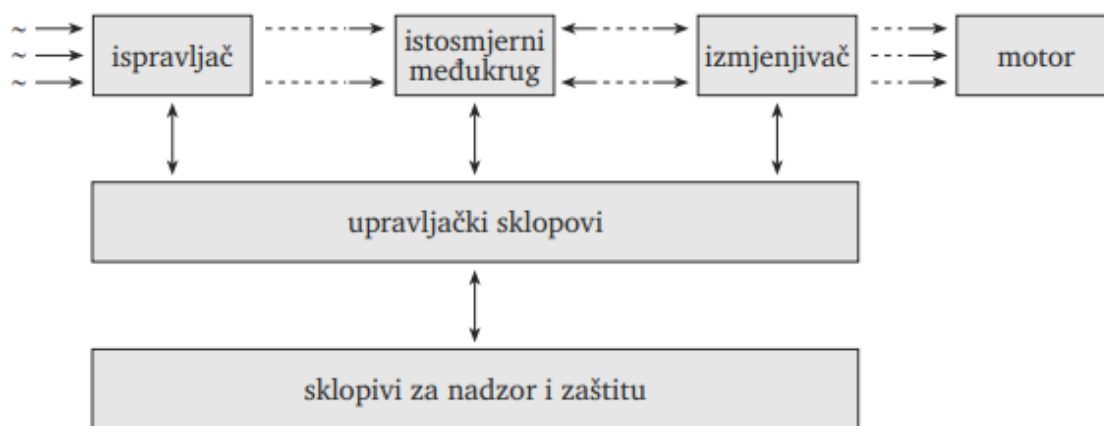 ~
~
~
ispravljač
istosmjerni
međukrug
izmjenjivač
motor
upravljački sklopovi
sklopivi za nadzor i zaštitu